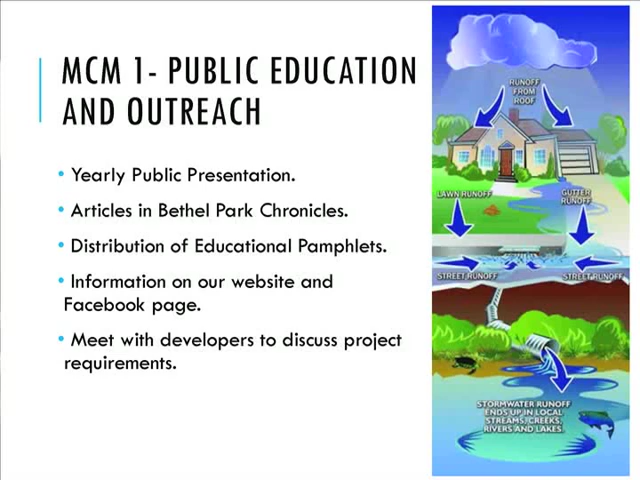 MCM 1- PUBLIC EDUCATION
AND OUTREACH
• Yearly Public Presentation.
• Articles in Bethel Park Chronicles.
• Distribution of Educational Pamphlets.
• Information on our website and
Facebook page.
• Meet with developers to discuss project
requirements.
RUNOFF
FROM
ROOF
LAWN RUNOFF
GUTTER
RUNOFF
STREET RUNOFF
STREET RUNOFF
STORMWATER RUNOFF
ENDS UP IN LOCAL
STREAMS, CREEKS,
RIVERS AND LAKES.